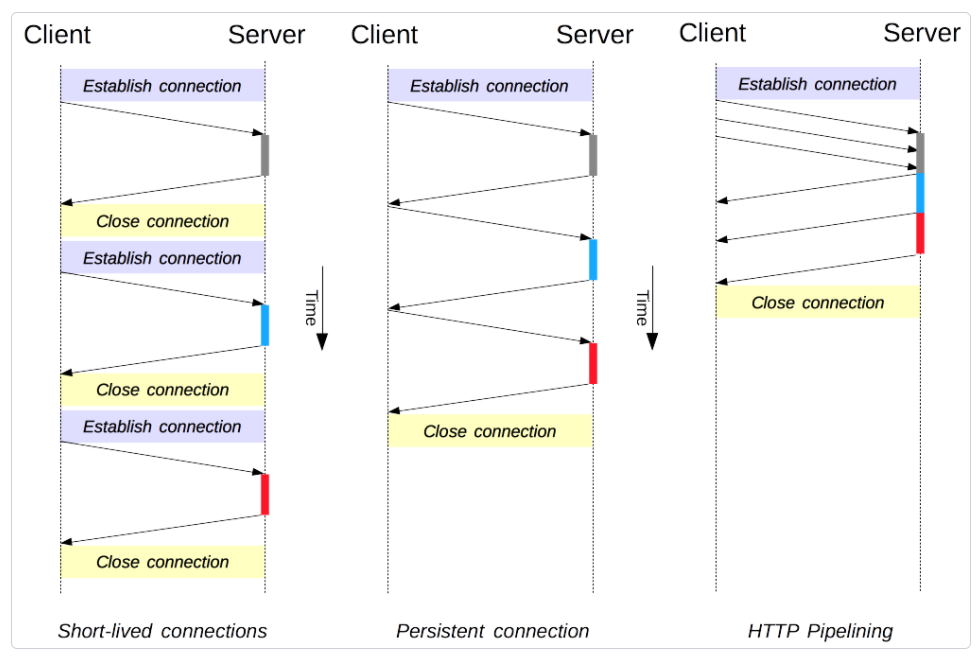 Client
Server
Establish connection
Close connection
Establish connection
Close connection
Establish connection
Close connection
Short-lived connections
Time
Client
Server
Establish connection
Close connection
Persistent connection
Time
Client
Server
Establish connection
Close connection
HTTP Pipelining